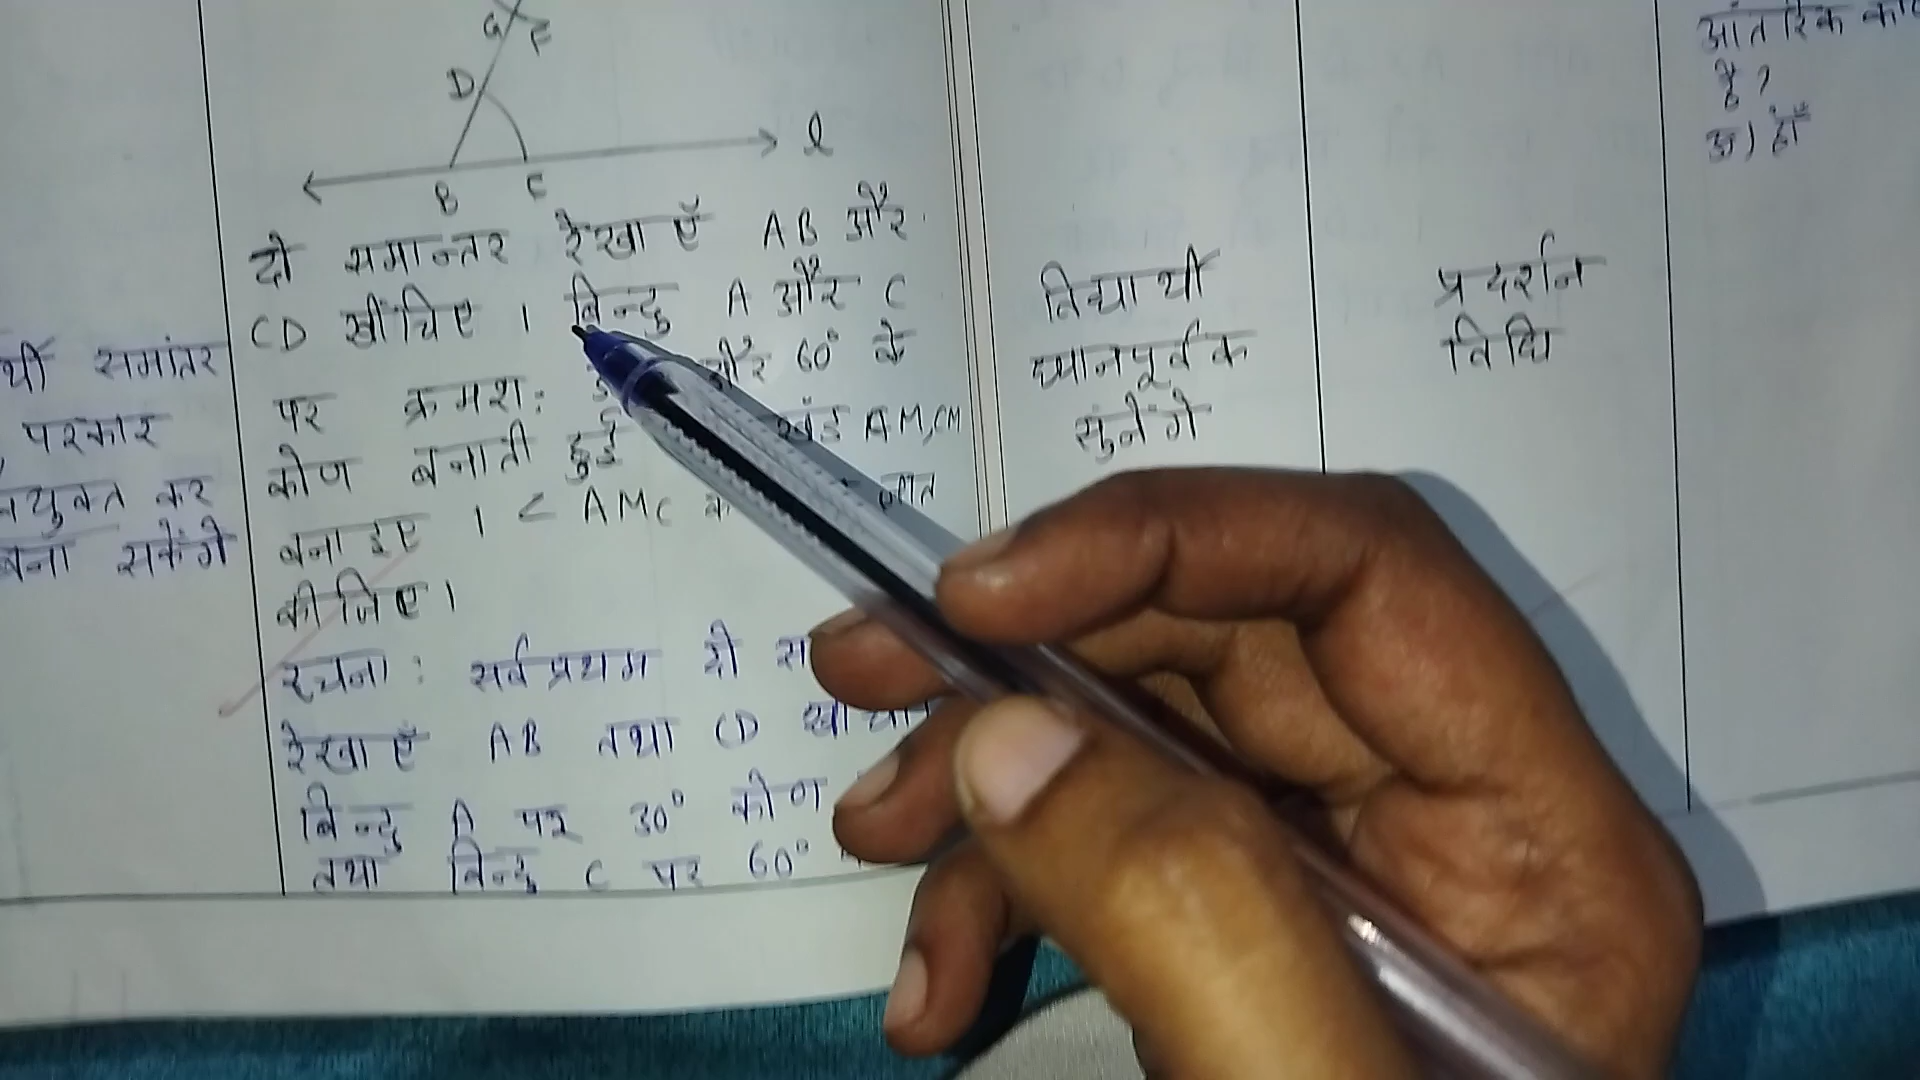 G F
D
l
B C
दो समान्तर रेखाएँ AB और
CD खींचिए । बिन्दु A और C
पर क्रमश: और 60° के
कोण बनाती हुई खंड AM, CM
बनाइए । < AMC ज्ञात
कीजिए ।
रचना : सर्वप्रथम दो
रेखाएँ AB तथा CD
बिन्दु A पर 30° कोण
तथा बिन्दु C पर 60°
समांतर
परकार
कर
बना सकेंगे
विद्यार्थी
ध्यानपूर्वक
सुनेंगे
प्रदर्शन
विधि
आंतरिक
है ?
उ) हाँ